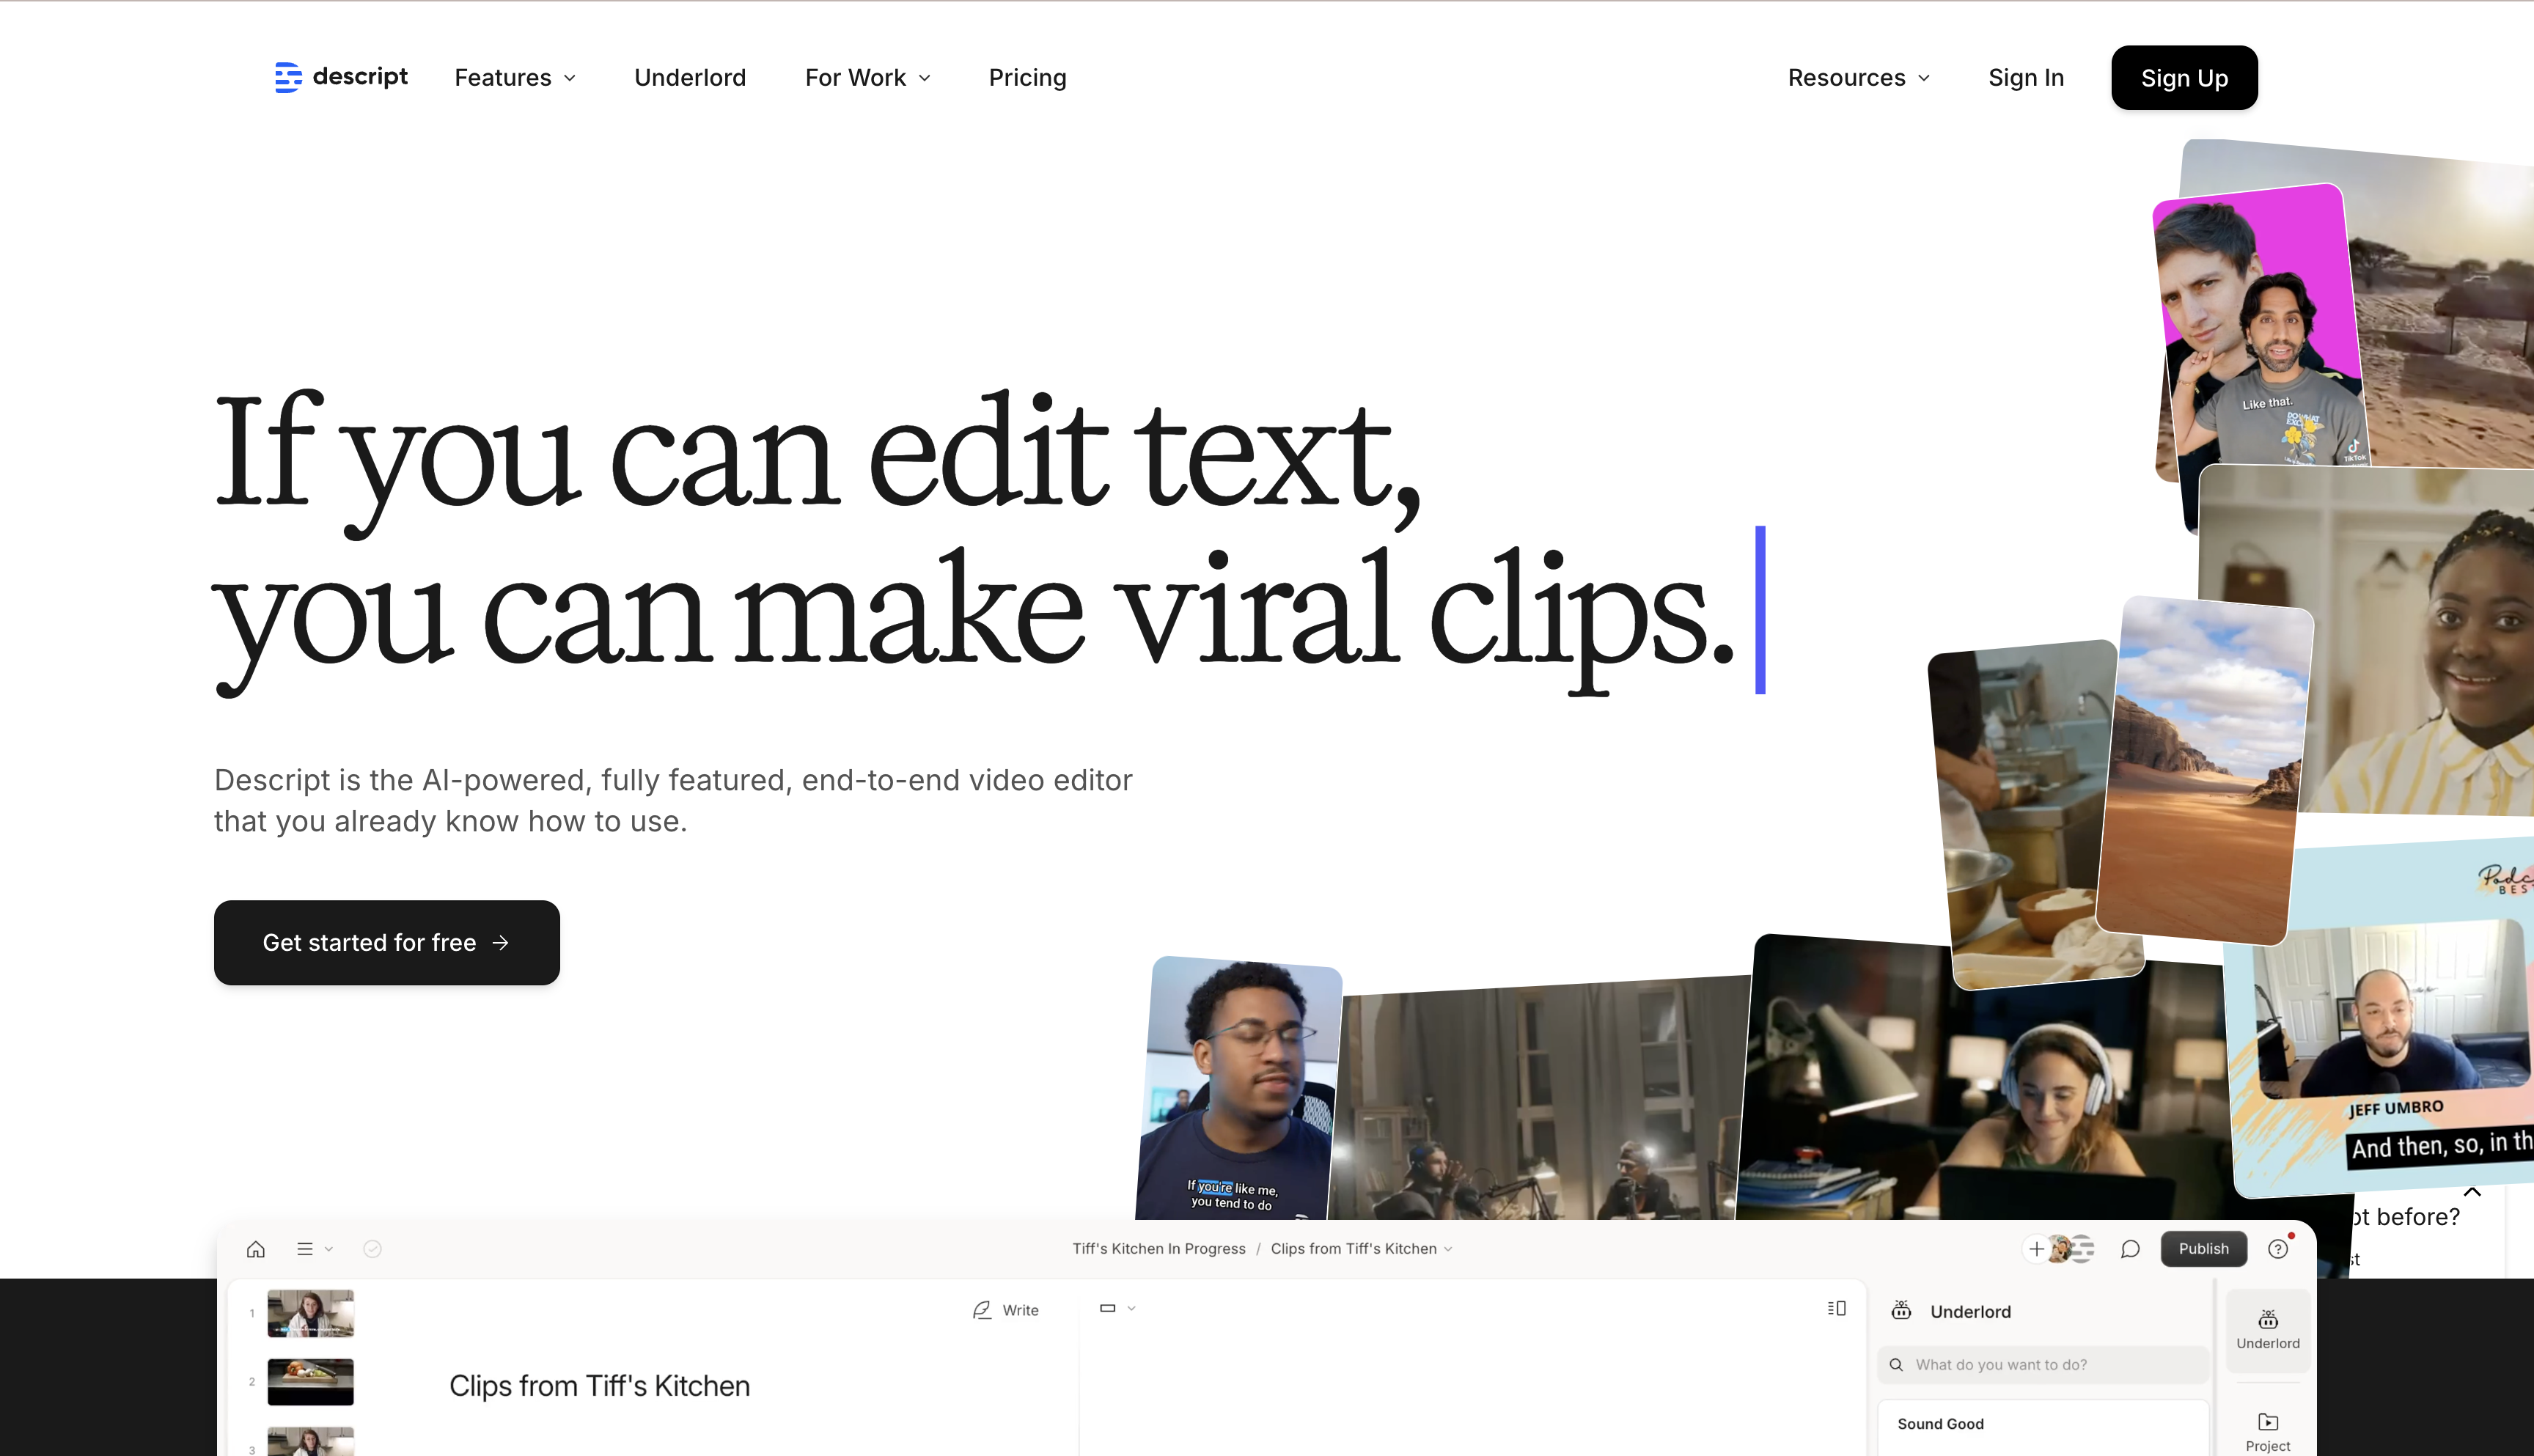 descript
Features
Underlord
For Work
Pricing
Resources
Sign In
Sign Up
Like that.
TikTok
If you can edit text,
you can make viral clips.
Descript is the AI-powered, fully featured, end-to-end video editor
that you already know how to use.
Get started for free
JEFF UMBRO
And then, so, in th
If you're like me,
you tend to do
before?
Tiff's Kitchen In Progress / Clips from Tiff's Kitchen
Publish
1
Write
Underlord
Underlord
What do you want to do?
2
Clips from Tiff's Kitchen
Sound Good
3
Project